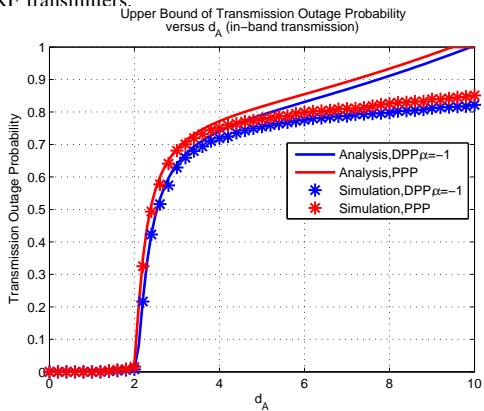 RF transmitters.
Upper Bound of Transmission Outage Probability
versus d_A (in-band transmission)
1
0.9
0.8
0.7
0.6
0.5
0.4
0.3
0.2
0.1
0
Transmission Outage Probability
Analysis,DPPα=−1
Analysis,PPP
Simulation,DPPα=−1
Simulation,PPP
0 2 4 6 8 10
d_A